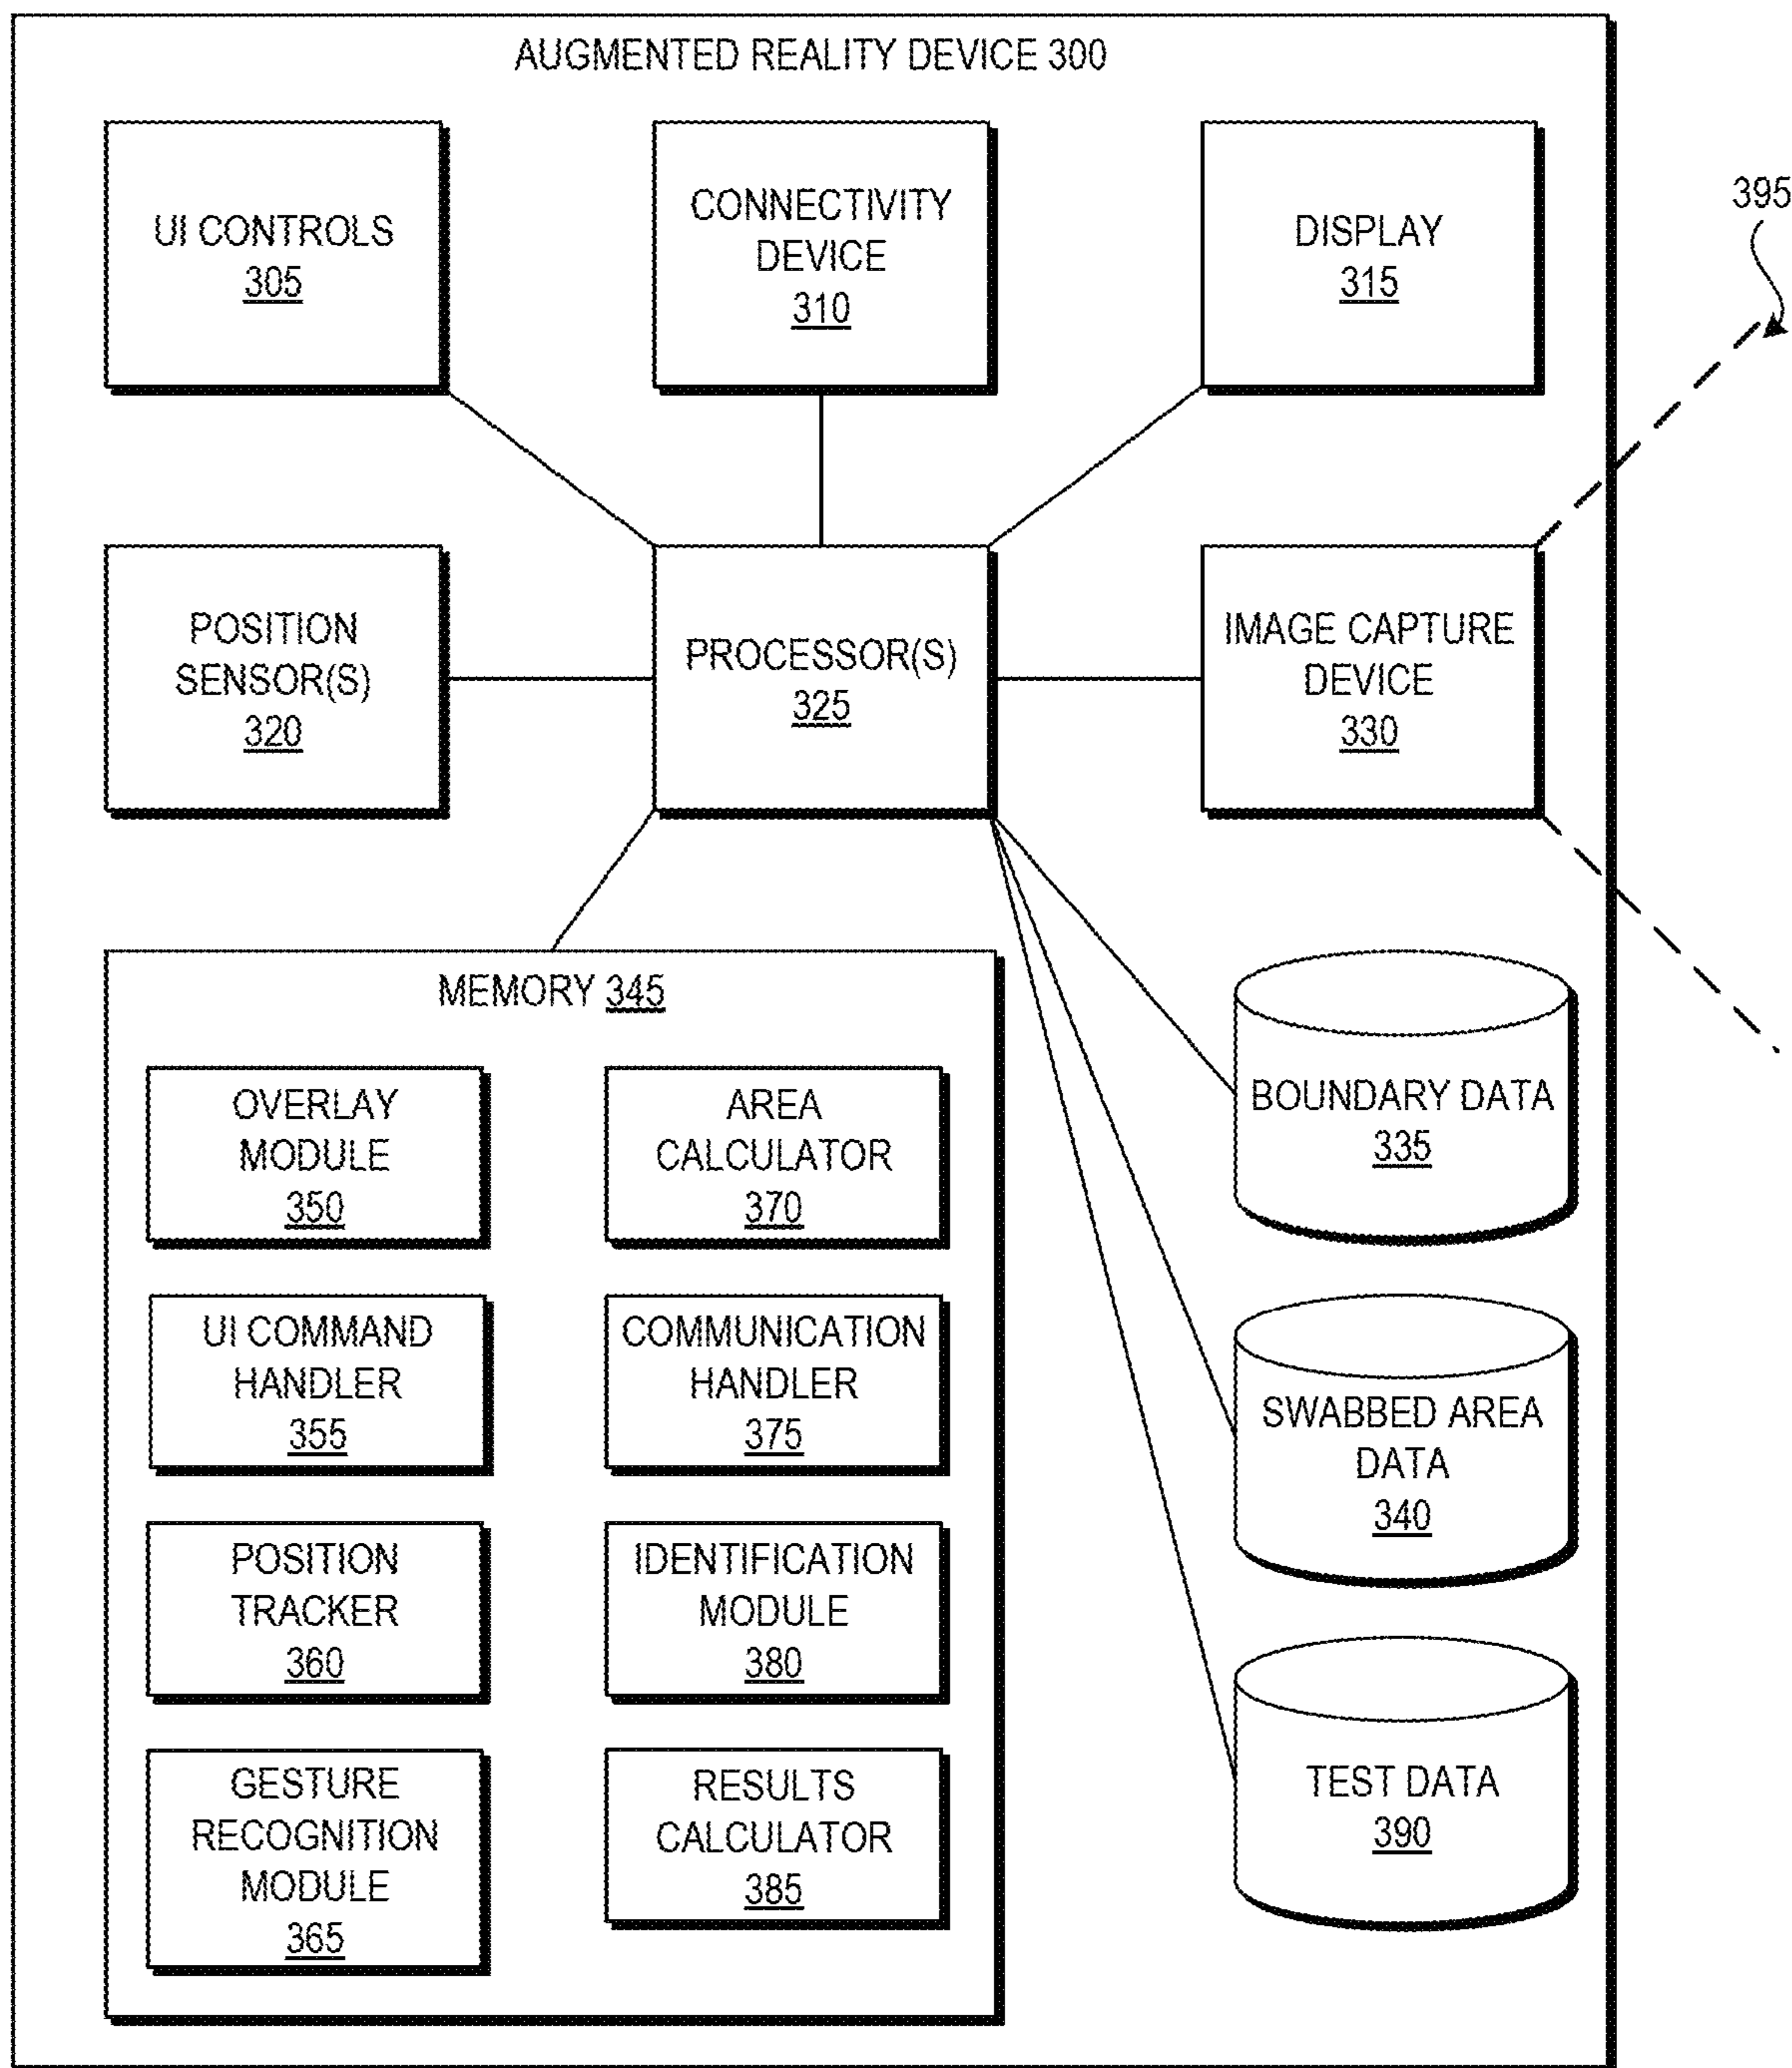 AUGMENTED REALITY DEVICE 300
UI CONTROLS
305
CONNECTIVITY
DEVICE
310
DISPLAY
315
395
POSITION
SENSOR(S)
320
PROCESSOR(S)
325
IMAGE CAPTURE
DEVICE
330
MEMORY 345
OVERLAY
MODULE
350
AREA
CALCULATOR
370
UI COMMAND
HANDLER
355
COMMUNICATION
HANDLER
375
POSITION
TRACKER
360
IDENTIFICATION
MODULE
380
GESTURE
RECOGNITION
MODULE
365
RESULTS
CALCULATOR
385
BOUNDARY DATA
335
SWABBED AREA
DATA
340
TEST DATA
390